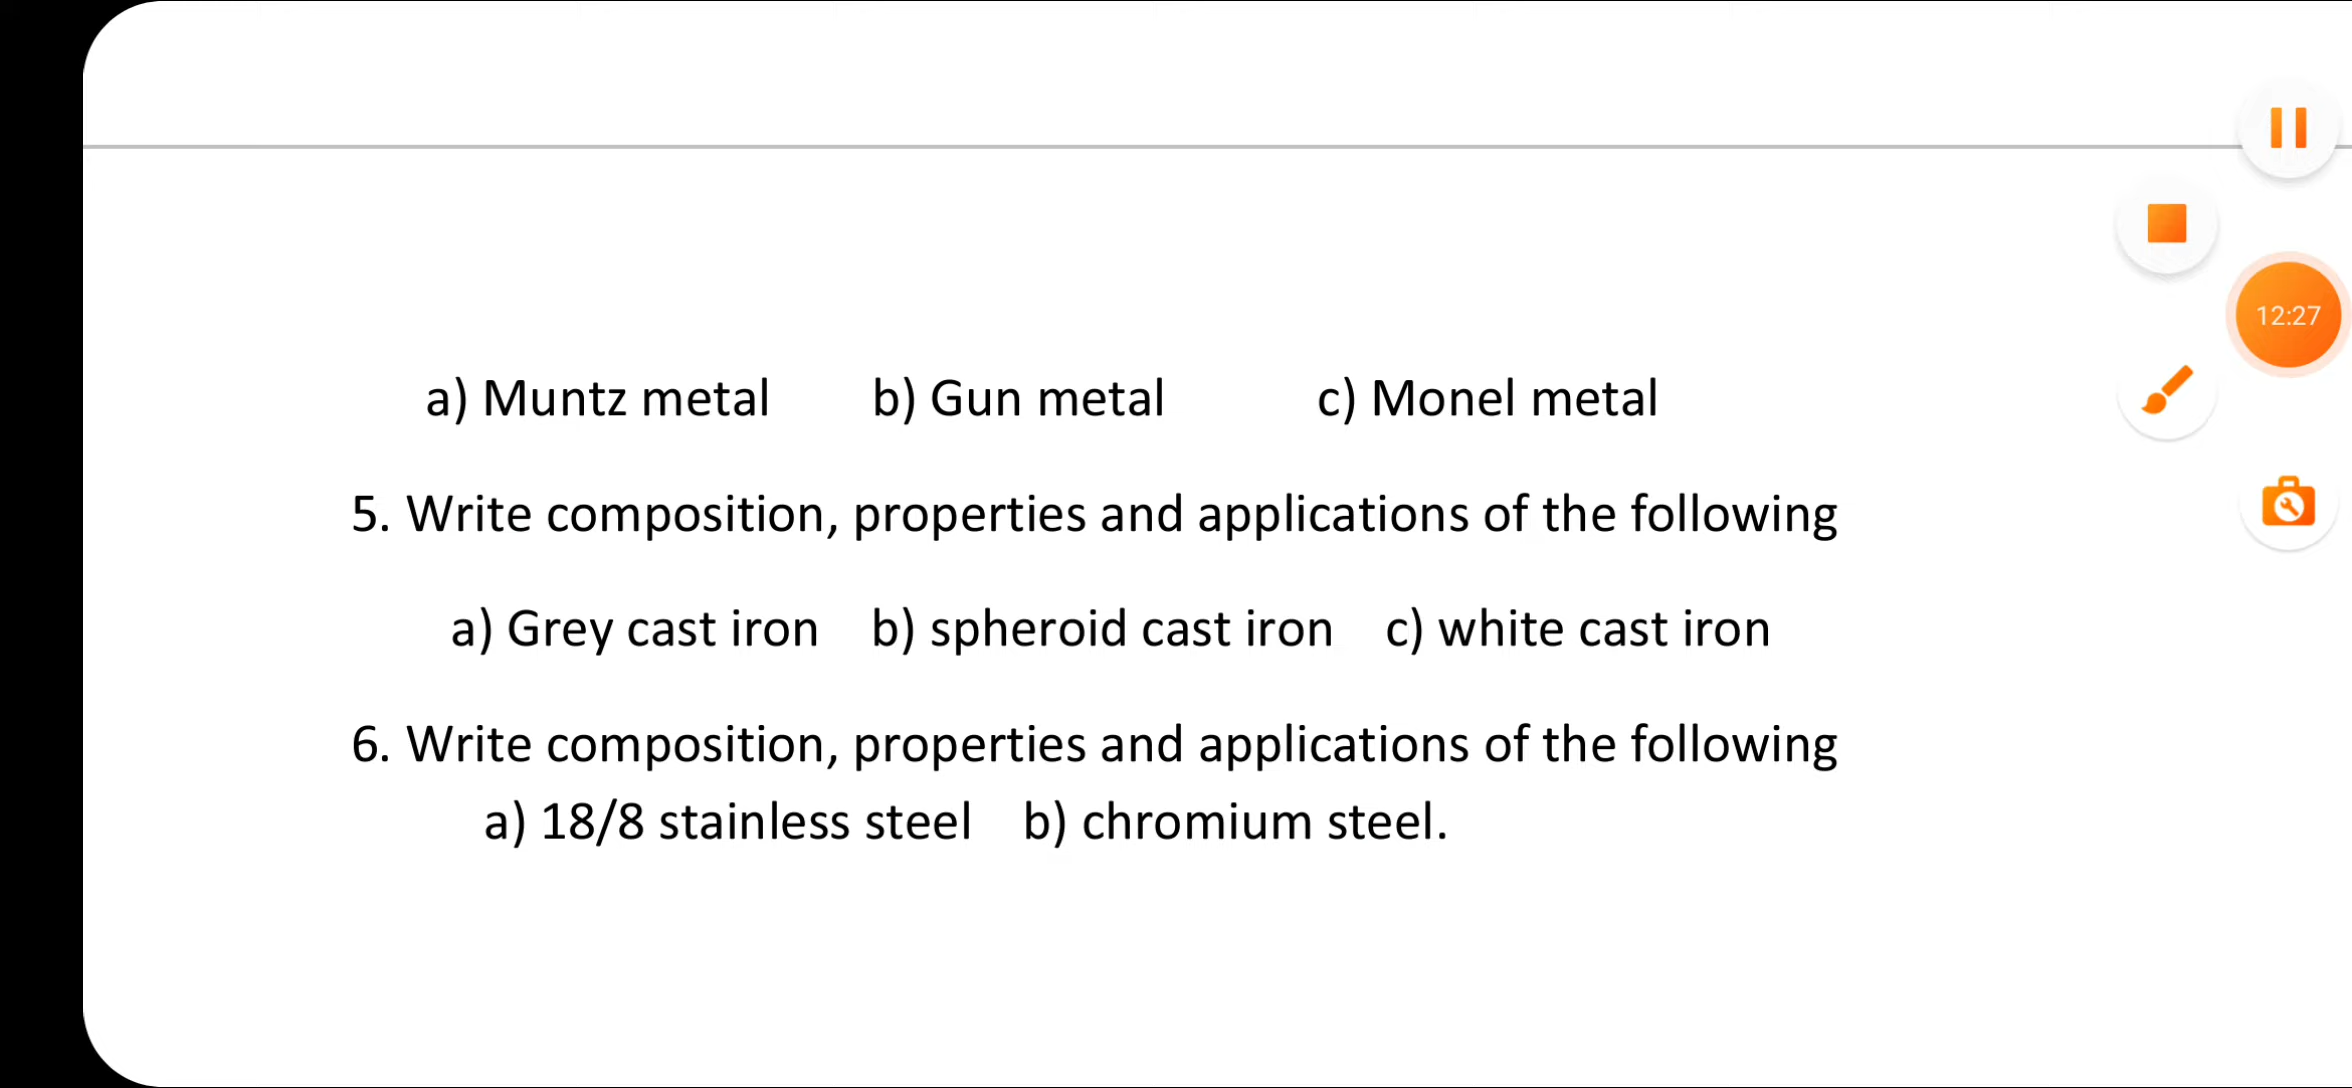 12:27
a) Muntz metal b) Gun metal c) Monel metal
5. Write composition, properties and applications of the following
a) Grey cast iron b) spheroid cast iron c) white cast iron
6. Write composition, properties and applications of the following
a) 18/8 stainless steel b) chromium steel.